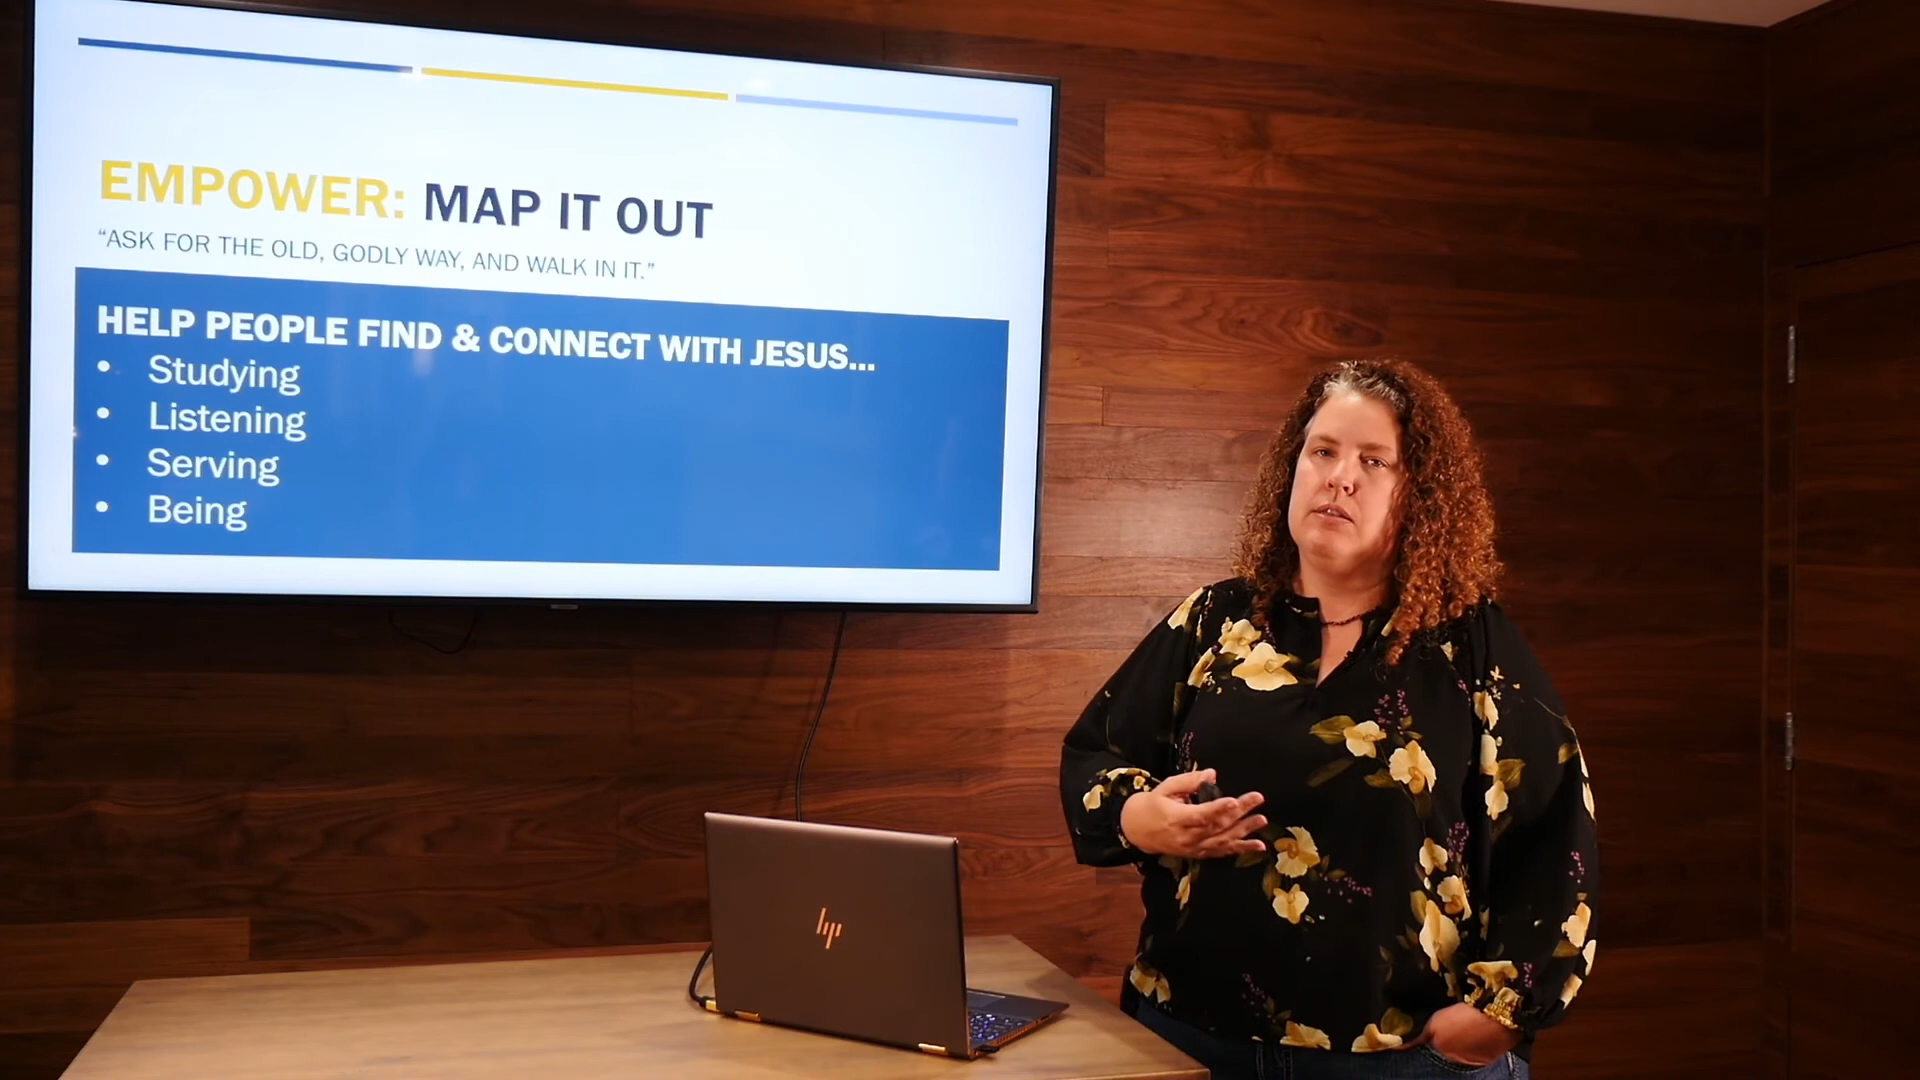 EMPOWER: MAP IT OUT
“ASK FOR THE OLD, GODLY WAY, AND WALK IN IT.”
HELP PEOPLE FIND & CONNECT WITH JESUS...
• Studying
• Listening
• Serving
• Being
hp